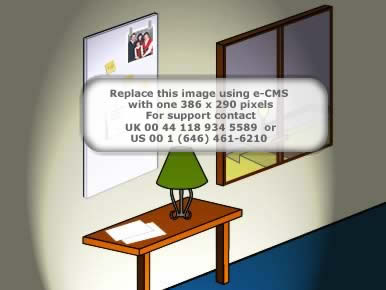 Replace this image using e-CMS
with one 386 x 290 pixels
For support contact
UK 00 44 118 934 5589 or
US 00 1 (646) 461-6210